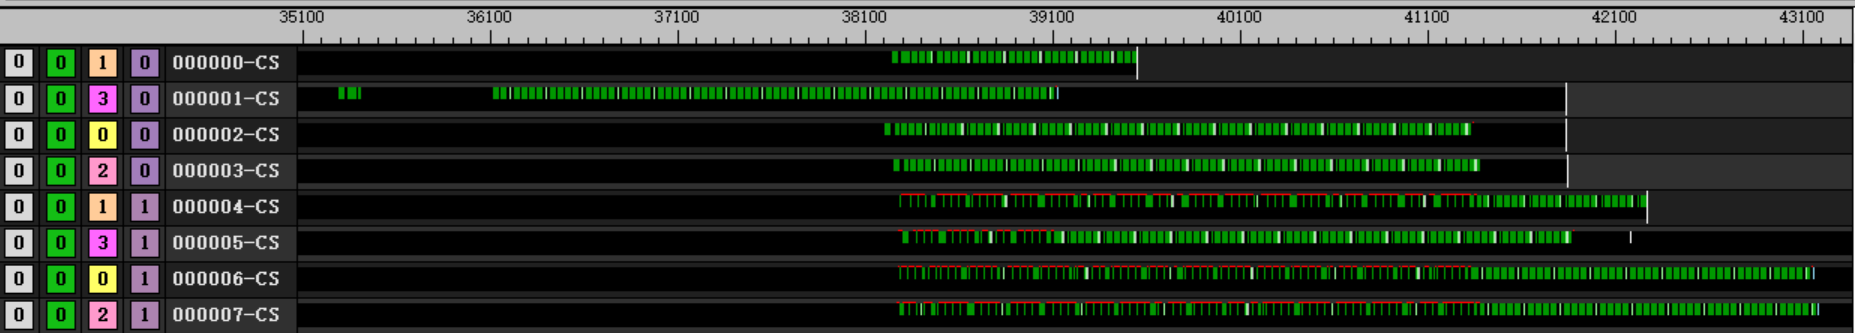 35100 36100 37100 38100 39100 40100 41100 42100 43100
0 0 1 0 000000-CS
0 0 3 0 000001-CS
0 0 0 0 000002-CS
0 0 2 0 000003-CS
0 0 1 1 000004-CS
0 0 3 1 000005-CS
0 0 0 1 000006-CS
0 0 2 1 000007-CS